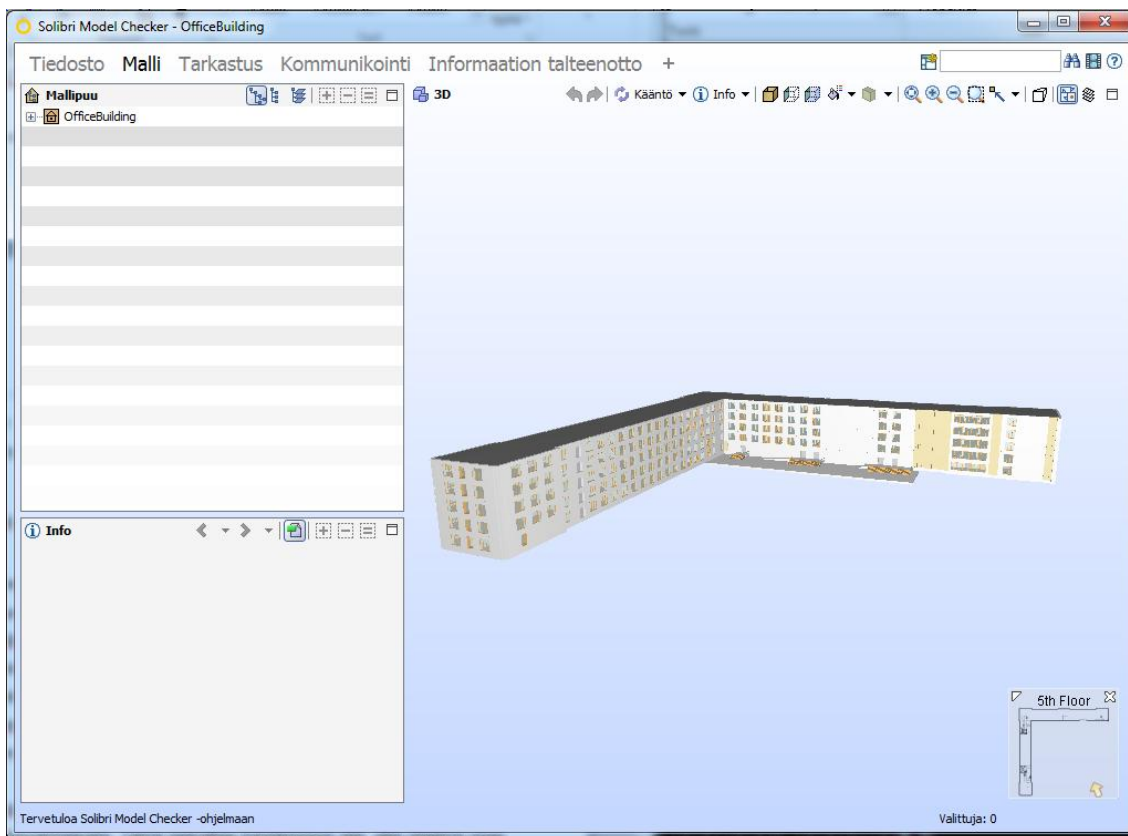 Solibri Model Checker - OfficeBuilding
Tiedosto Malli Tarkastus Kommunikointi Informaation talteenotto +
Mallipuu
OfficeBuilding
3D Kääntö Info
Info
5th Floor
Tervetuloa Solibri Model Checker -ohjelmaan Valittuja: 0